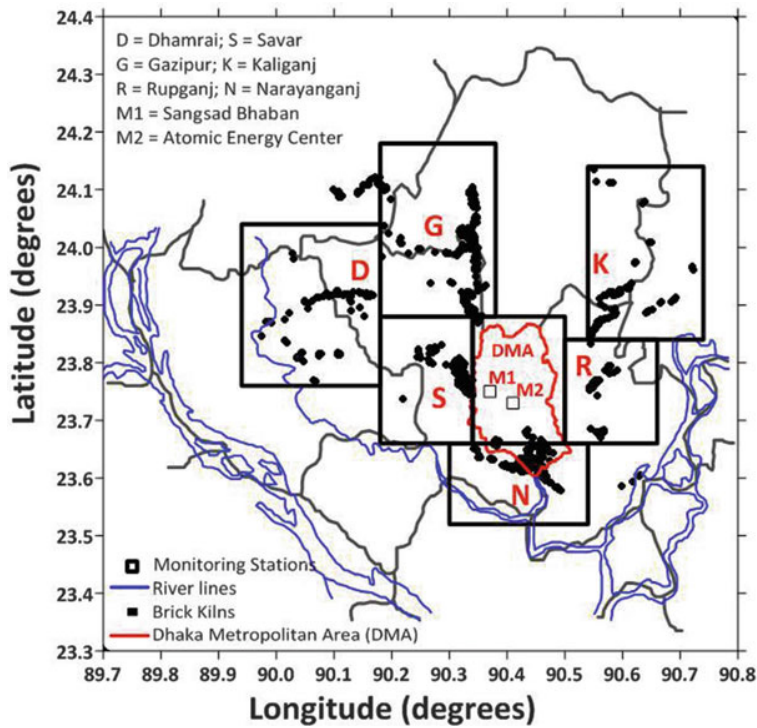 24.4
24.3
24.2
24.1
24.0
23.9
23.8
23.7
23.6
23.5
23.4
23.3
Latitude (degrees)
D = Dhamrai; S = Savar
G = Gazipur; K = Kaliganj
R = Rupganj; N = Narayanganj
M1 = Sangsad Bhaban
M2 = Atomic Energy Center
G
D
K
DMA
M1
M2
R
S
N
Monitoring Stations
River lines
Brick Kilns
Dhaka Metropolitan Area (DMA)
89.7 89.8 89.9 90.0 90.1 90.2 90.3 90.4 90.5 90.6 90.7 90.8
Longitude (degrees)